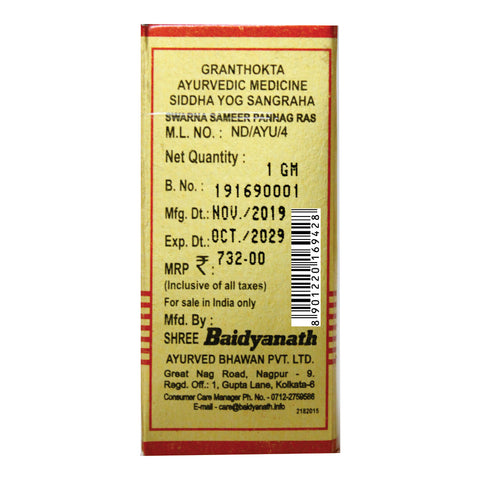 GRANTHOKTA
AYURVEDIC MEDICINE
SIDDHA YOG SANGRAHA
SWARNA SAMEER PANNAG RAS
M.L. NO. : ND/AYU/4
Net Quantity : 1 GM
B. No. : 191690001
Mfg. Dt.: NOV./2019
Exp. Dt.: OCT./2029
MRP ₹ : 732-00
(Inclusive of all taxes)
For sale in India only
Mfd. By :
SHREE Baidyanath
AYURVED BHAWAN PVT. LTD.
Great Nag Road, Nagpur - 9.
Regd. Off.: 1, Gupta Lane, Kolkata-6
Consumer Care Manager Ph. No.- 0712-2759586
E-mail - care@baidyanath.info
2182015
8901220169428